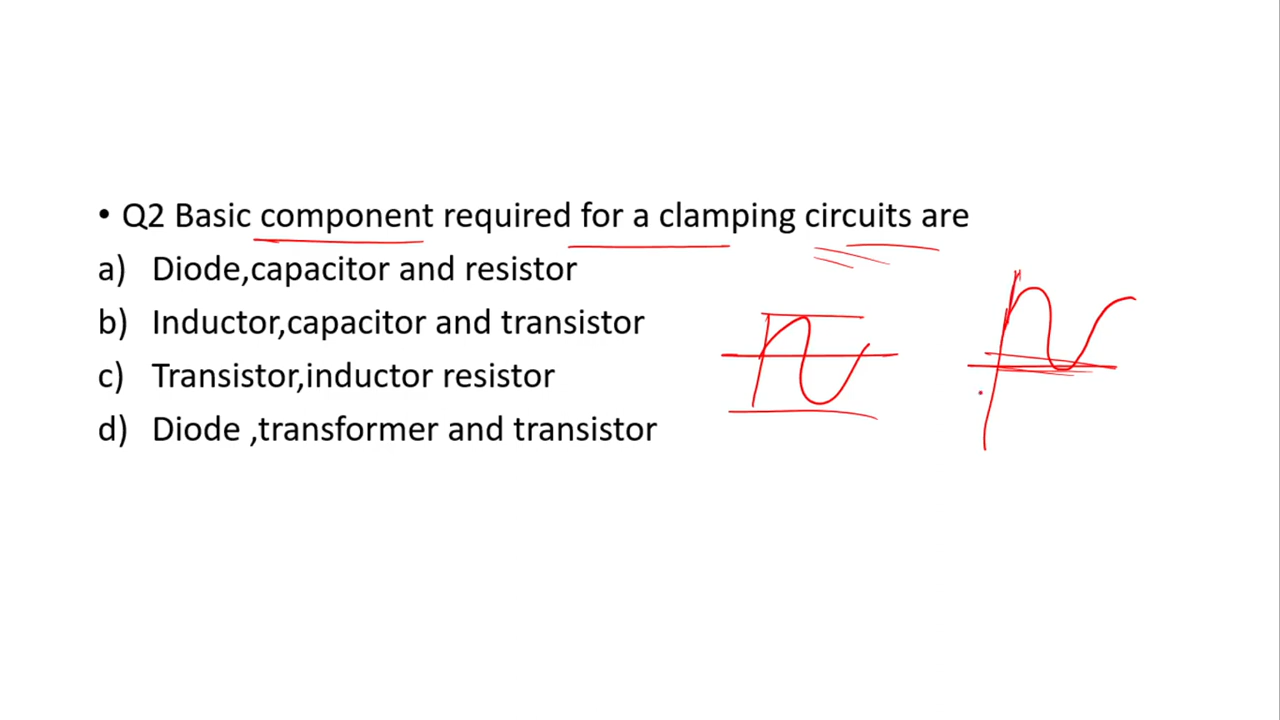 • Q2 Basic component required for a clamping circuits are
a) Diode,capacitor and resistor
b) Inductor,capacitor and transistor
c) Transistor,inductor resistor
d) Diode ,transformer and transistor